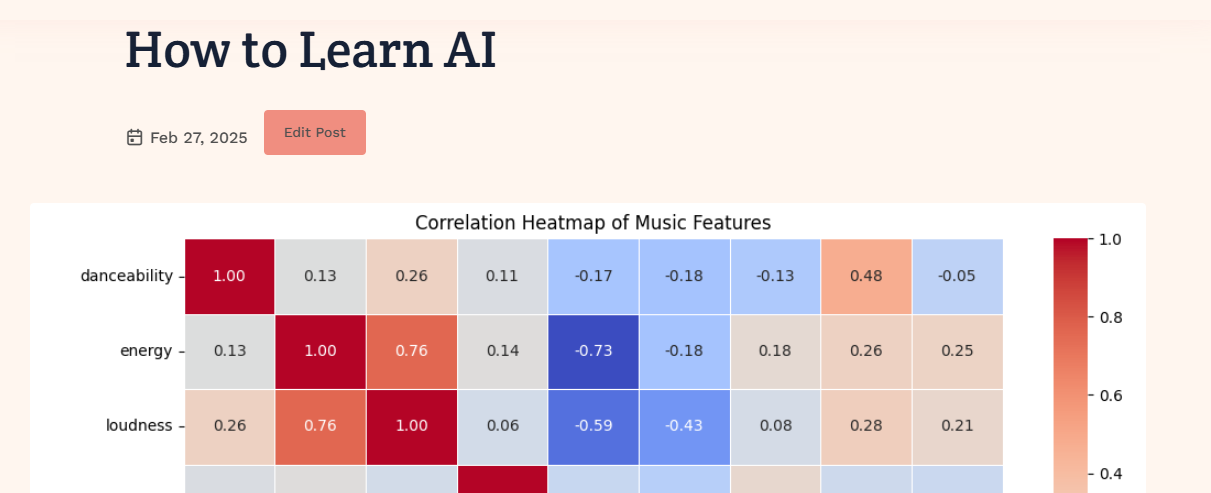 How to Learn AI
Feb 27, 2025 Edit Post
Correlation Heatmap of Music Features
danceability 1.00 0.13 0.26 0.11 -0.17 -0.18 -0.13 0.48 -0.05 1.0
0.8
energy 0.13 1.00 0.76 0.14 -0.73 -0.18 0.18 0.26 0.25
0.6
loudness 0.26 0.76 1.00 0.06 -0.59 -0.43 0.08 0.28 0.21
0.4